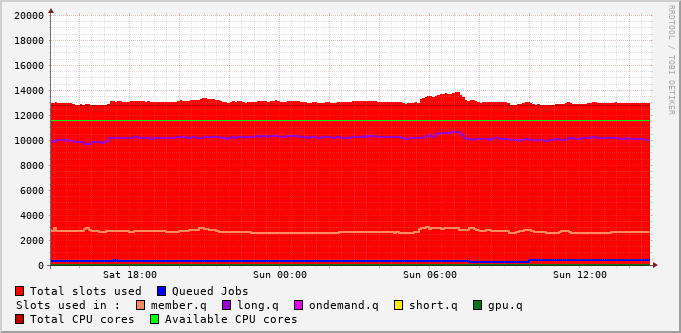 20000
18000
16000
14000
12000
10000
8000
6000
4000
2000
0
Sat 18:00 Sun 00:00 Sun 06:00 Sun 12:00
RRDTOOL / TOBI OETIKER
Total slots used Queued Jobs
Slots used in : member.q long.q ondemand.q short.q gpu.q
Total CPU cores Available CPU cores